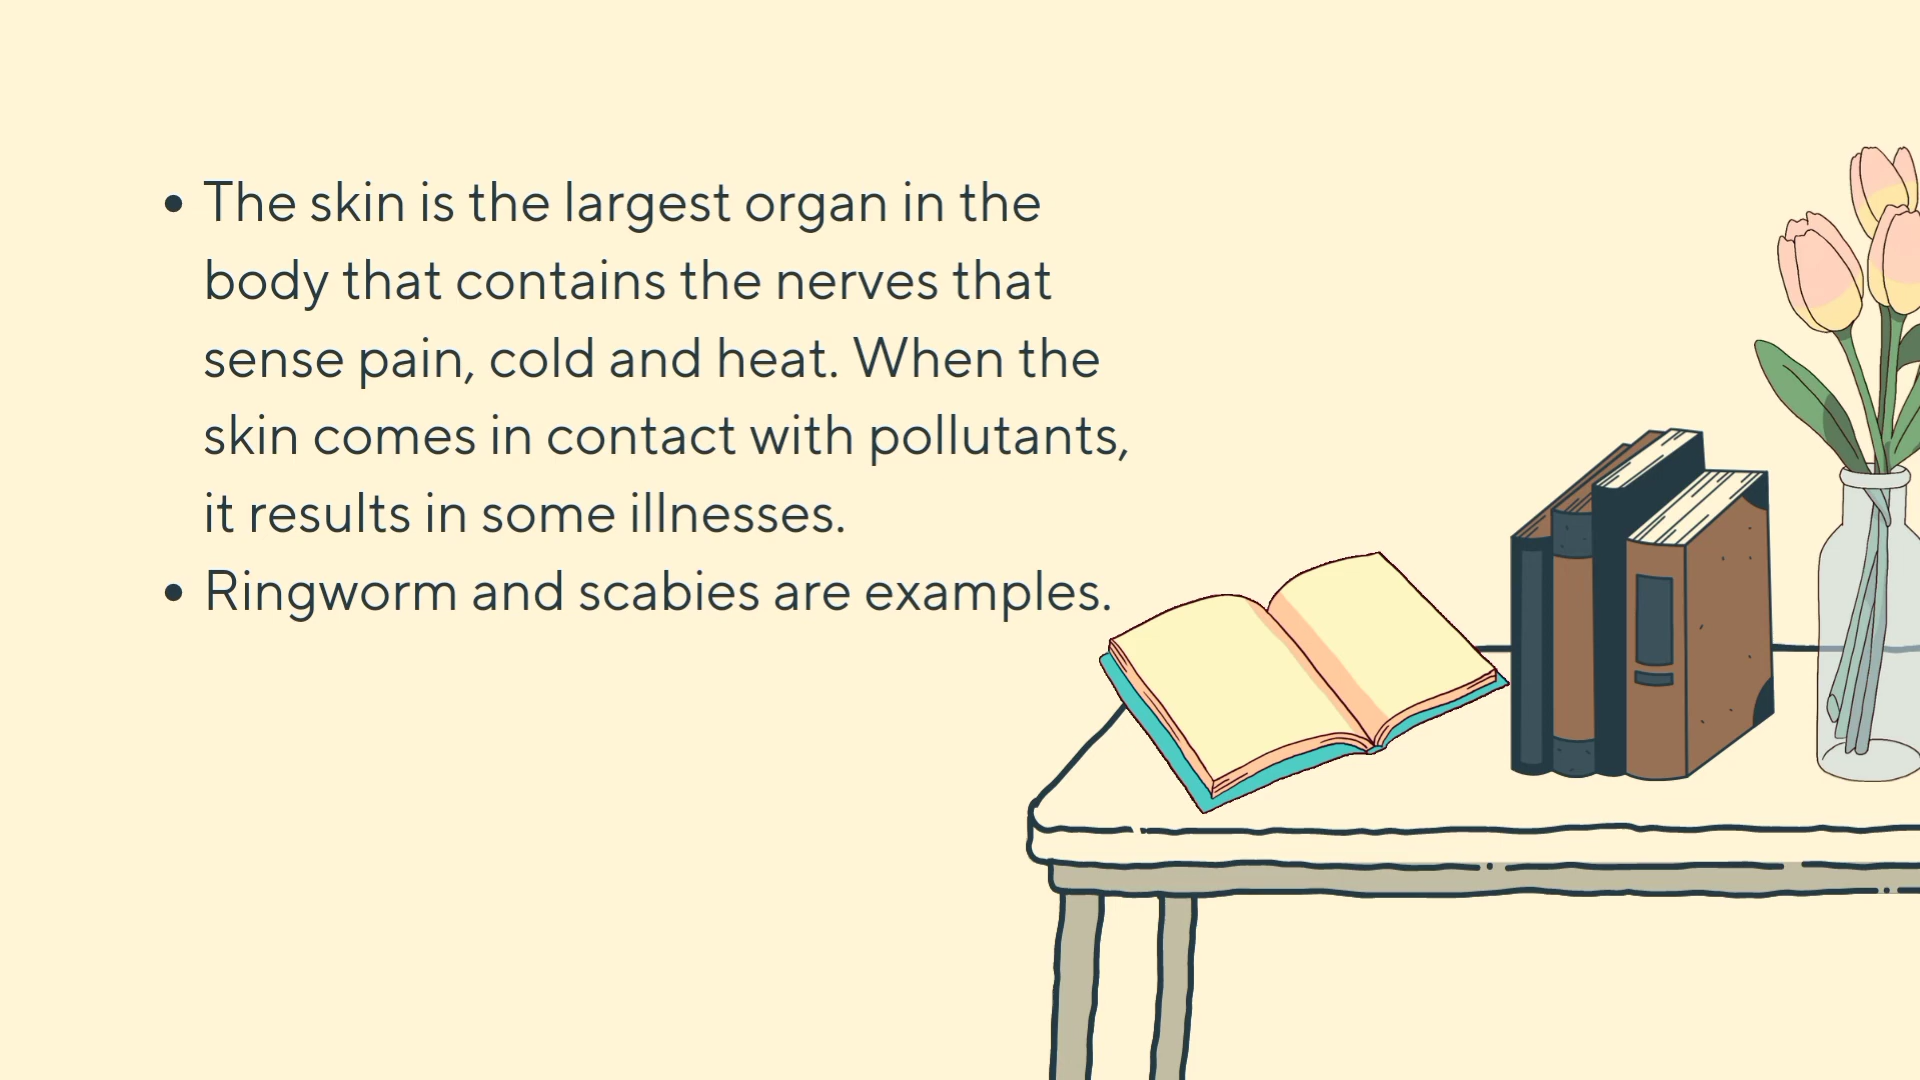 • The skin is the largest organ in the
body that contains the nerves that
sense pain, cold and heat. When the
skin comes in contact with pollutants,
it results in some illnesses.
• Ringworm and scabies are examples.